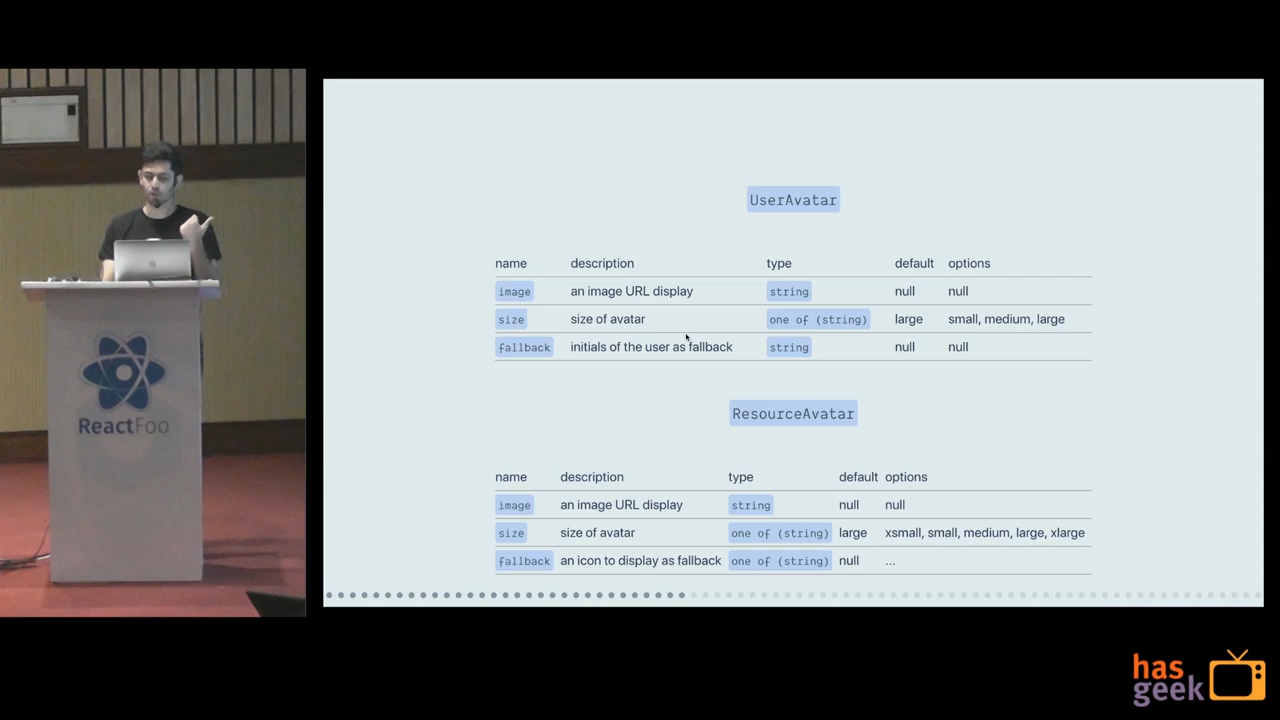 UserAvatar
name description type default options
image an image URL display string null null
size size of avatar one of (string) large small, medium, large
fallback initials of the user as fallback string null null
ResourceAvatar
name description type default options
image an image URL display string null null
size size of avatar one of (string) large xsmall, small, medium, large, xlarge
fallback an icon to display as fallback one of (string) null ...
ReactFoo
has
geek